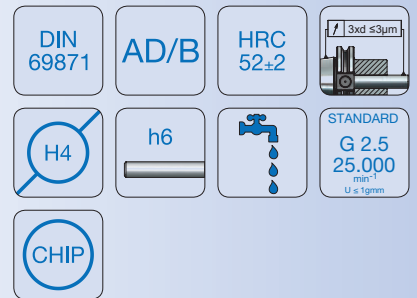 DIN
69871
AD/B
HRC
52±2
↗ 3xd ≤3µm
H4
h6
STANDARD
G 2.5
25.000
min⁻¹
U ≤ 1gmm
CHIP